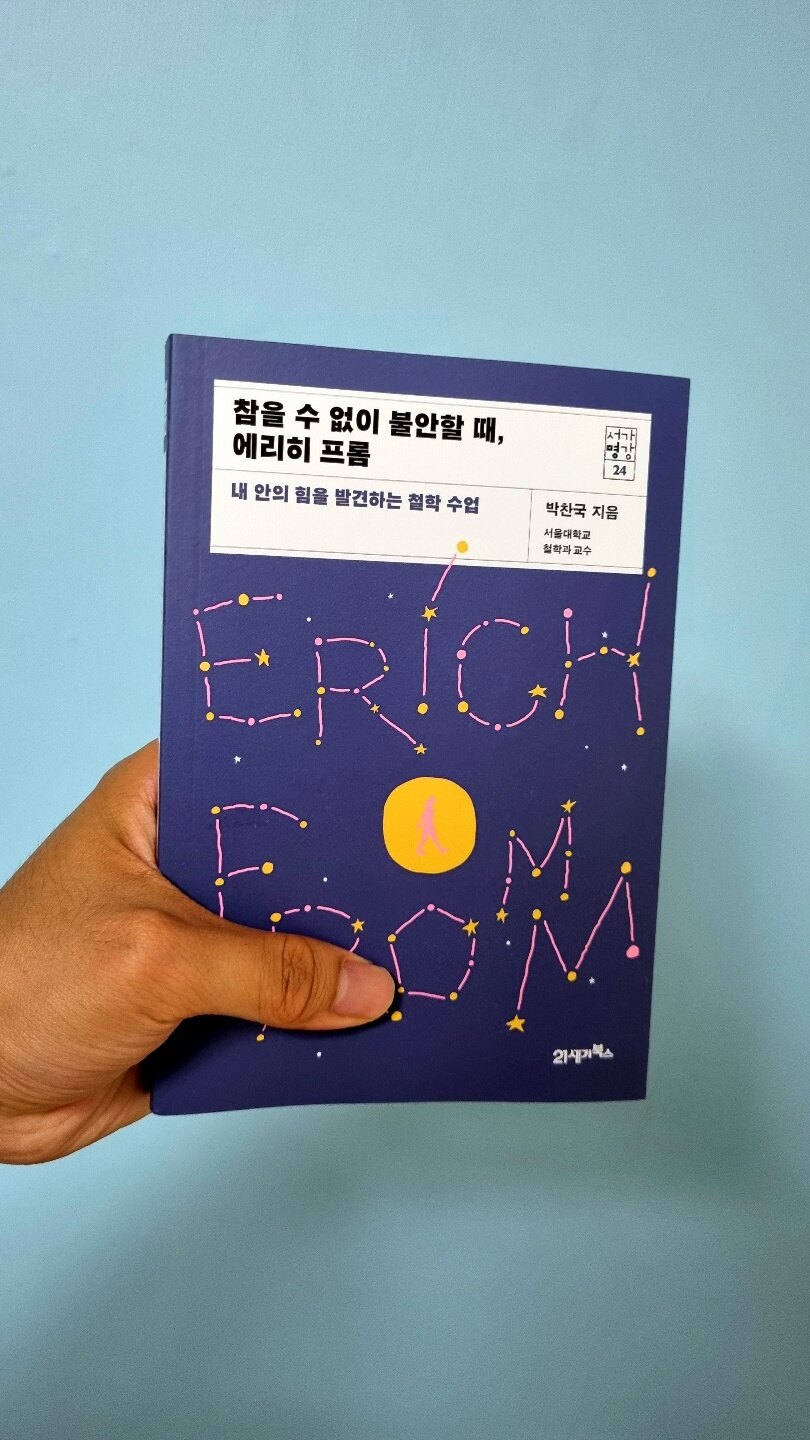 참을 수 없이 불안할 때,
에리히 프롬
서가
명강
24
내 안의 힘을 발견하는 철학 수업
박찬국 지음
서울대학교
철학과 교수
ERICH
FROM
M
21세기북스